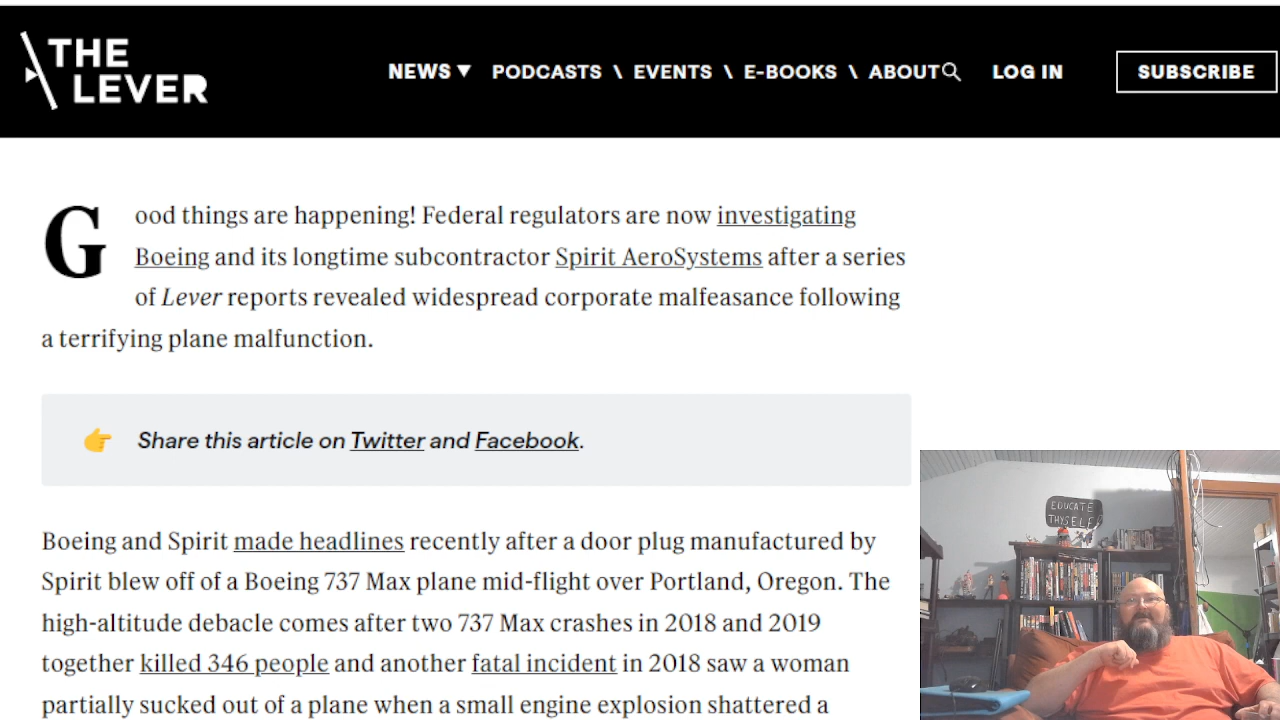 THE
LEVER
NEWS ▼ PODCASTS \ EVENTS \ E-BOOKS \ ABOUT LOG IN SUBSCRIBE
Good things are happening! Federal regulators are now investigating
Boeing and its longtime subcontractor Spirit AeroSystems after a series
of Lever reports revealed widespread corporate malfeasance following
a terrifying plane malfunction.
👉 Share this article on Twitter and Facebook.
Boeing and Spirit made headlines recently after a door plug manufactured by
Spirit blew off of a Boeing 737 Max plane mid-flight over Portland, Oregon. The
high-altitude debacle comes after two 737 Max crashes in 2018 and 2019
together killed 346 people and another fatal incident in 2018 saw a woman
partially sucked out of a plane when a small engine explosion shattered a
EDUCATE
THYSELF